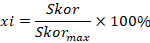 xi = Skor / Skor_max × 100%